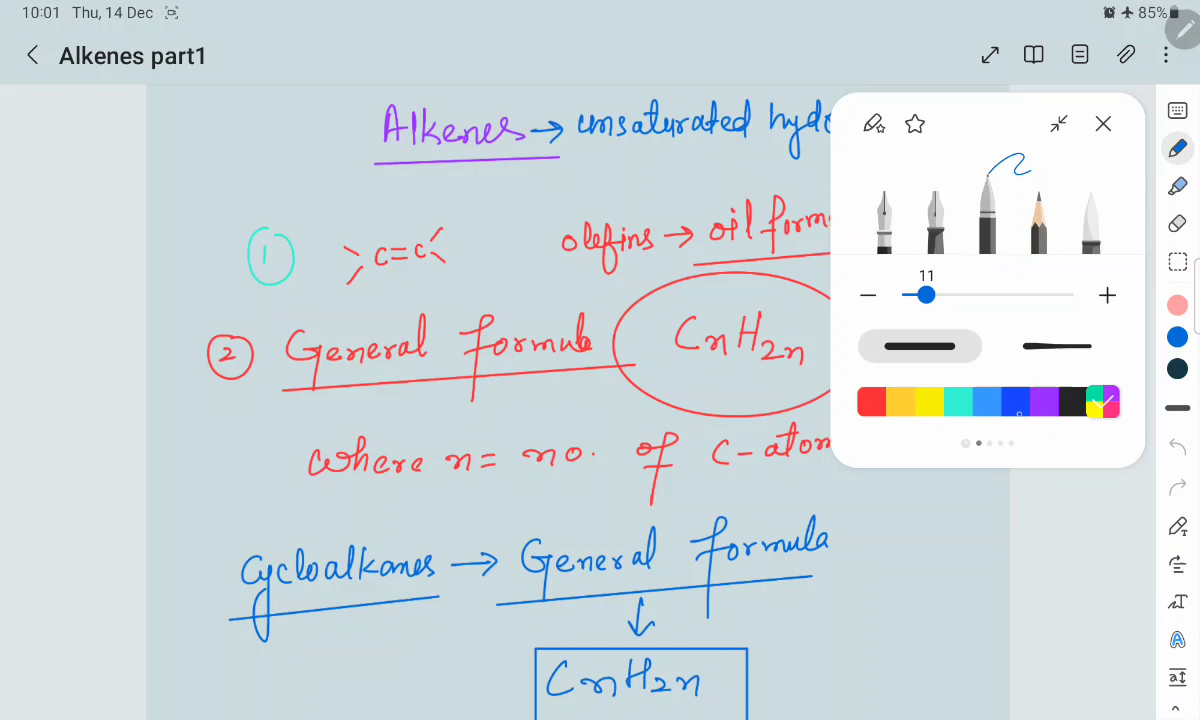 10:01 Thu, 14 Dec 85%
Alkenes part1
Alkenes → unsaturated hydo
1 >C=C< olefins → oil form
11
2 General formula CnH2n
where n = no. of C-atom
Cycloalkanes → General formula
↓
CnH2n